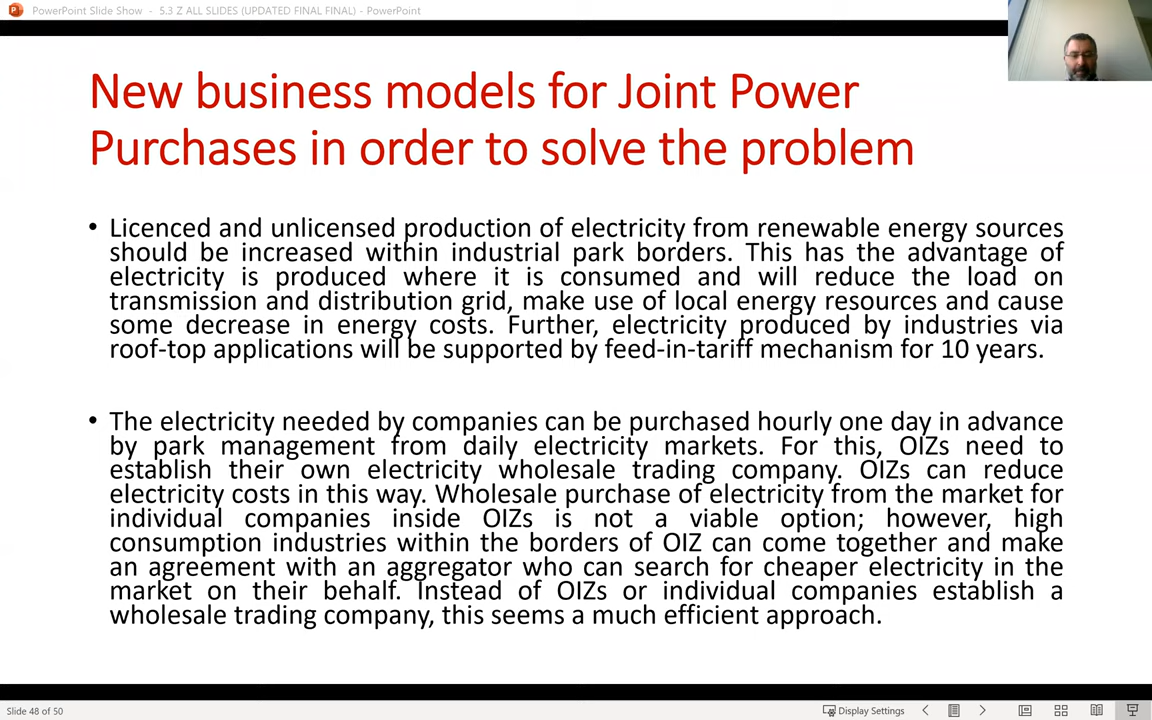 PowerPoint Slide Show - 5.3 Z ALL SLIDES (UPDATED FINAL FINAL) - PowerPoint
New business models for Joint Power
Purchases in order to solve the problem
• Licenced and unlicensed production of electricity from renewable energy sources
should be increased within industrial park borders. This has the advantage of
electricity is produced where it is consumed and will reduce the load on
transmission and distribution grid, make use of local energy resources and cause
some decrease in energy costs. Further, electricity produced by industries via
roof-top applications will be supported by feed-in-tariff mechanism for 10 years.
• The electricity needed by companies can be purchased hourly one day in advance
by park management from daily electricity markets. For this, OIZs need to
establish their own electricity wholesale trading company. OIZs can reduce
electricity costs in this way. Wholesale purchase of electricity from the market for
individual companies inside OIZs is not a viable option; however, high
consumption industries within the borders of OIZ can come together and make
an agreement with an aggregator who can search for cheaper electricity in the
market on their behalf. Instead of OIZs or individual companies establish a
wholesale trading company, this seems a much efficient approach.
Slide 48 of 50
Display Settings